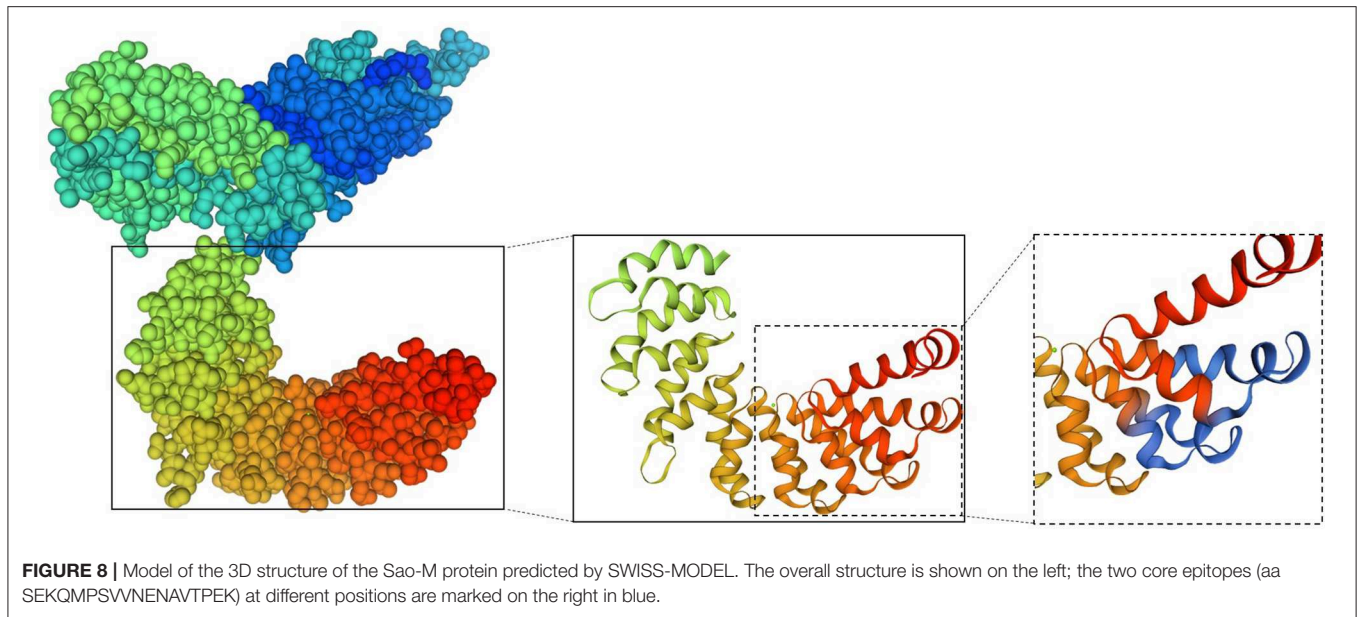 FIGURE 8 | Model of the 3D structure of the Sao-M protein predicted by SWISS-MODEL. The overall structure is shown on the left; the two core epitopes (aa
SEKQMPSVVNENAVTPEK) at different positions are marked on the right in blue.